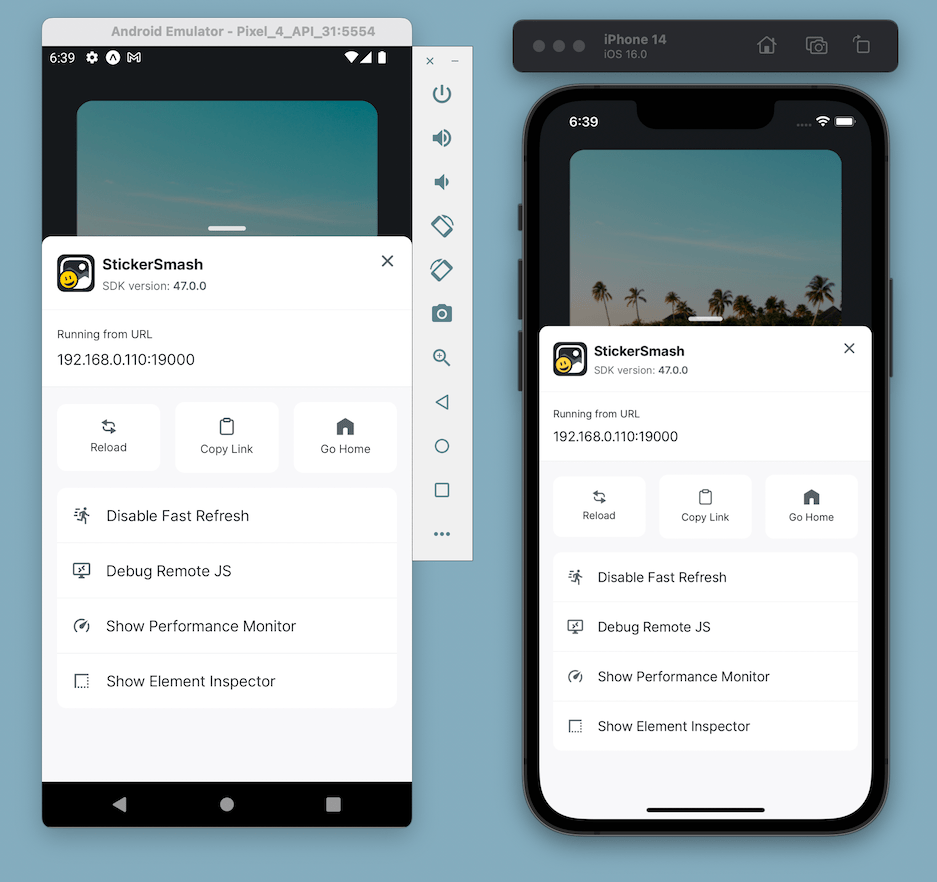 Android Emulator - Pixel_4_API_31:5554
6:39
StickerSmash
SDK version: 47.0.0
Running from URL
192.168.0.110:19000
Reload
Copy Link
Go Home
Disable Fast Refresh
Debug Remote JS
Show Performance Monitor
Show Element Inspector
iPhone 14
iOS 16.0
6:39
StickerSmash
SDK version: 47.0.0
Running from URL
192.168.0.110:19000
Reload
Copy Link
Go Home
Disable Fast Refresh
Debug Remote JS
Show Performance Monitor
Show Element Inspector